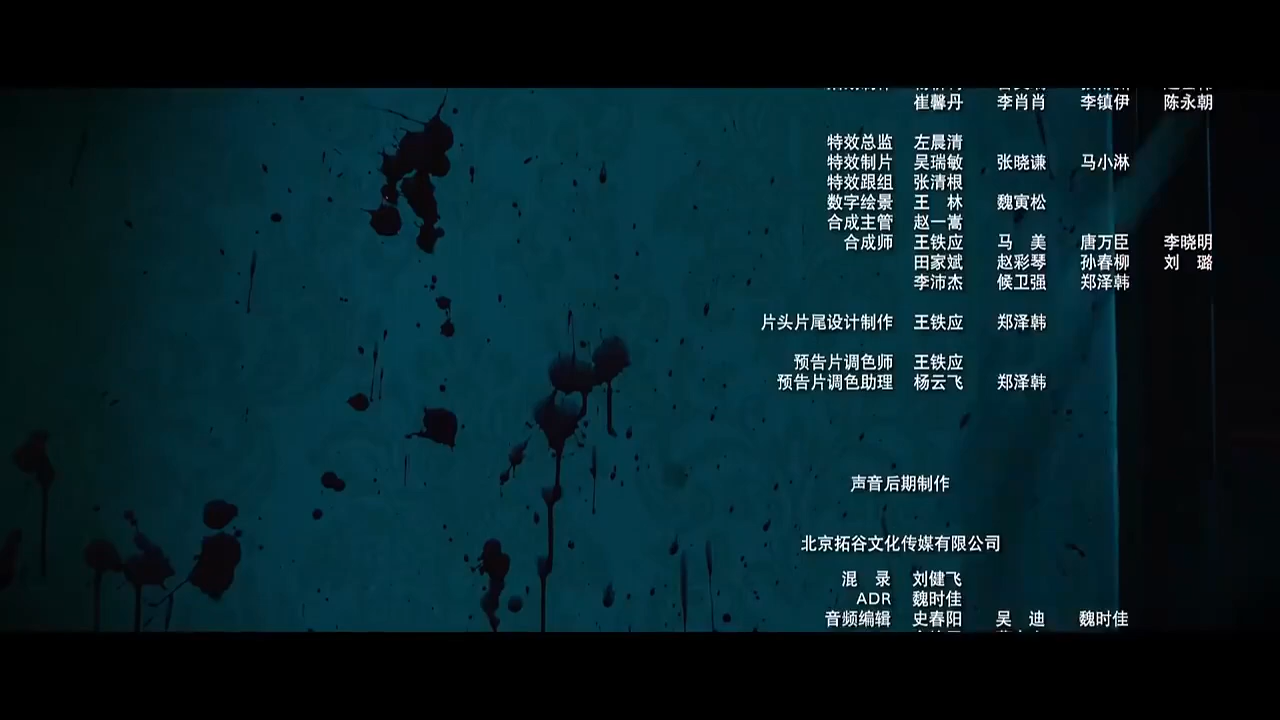 崔馨丹 李肖肖 李镇伊 陈永朝
特效总监 左晨清
特效制片 吴瑞敏 张晓谦 马小淋
特效跟组 张清根
数字绘景 王 林 魏寅松
合成主管 赵一嵩
合成师 王铁应 马 美 唐万臣 李晓明
田家斌 赵彩琴 孙春柳 刘 璐
李沛杰 候卫强 郑泽韩
片头片尾设计制作 王铁应 郑泽韩
预告片调色师 王铁应
预告片调色助理 杨云飞 郑泽韩
声音后期制作
北京拓谷文化传媒有限公司
混 录 刘健飞
ADR 魏时佳
音频编辑 史春阳 吴 迪 魏时佳